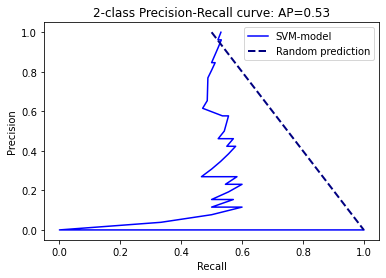 2-class Precision-Recall curve: AP=0.53
SVM-model
Random prediction
Precision
1.0
0.8
0.6
0.4
0.2
0.0
0.0 0.2 0.4 0.6 0.8 1.0
Recall